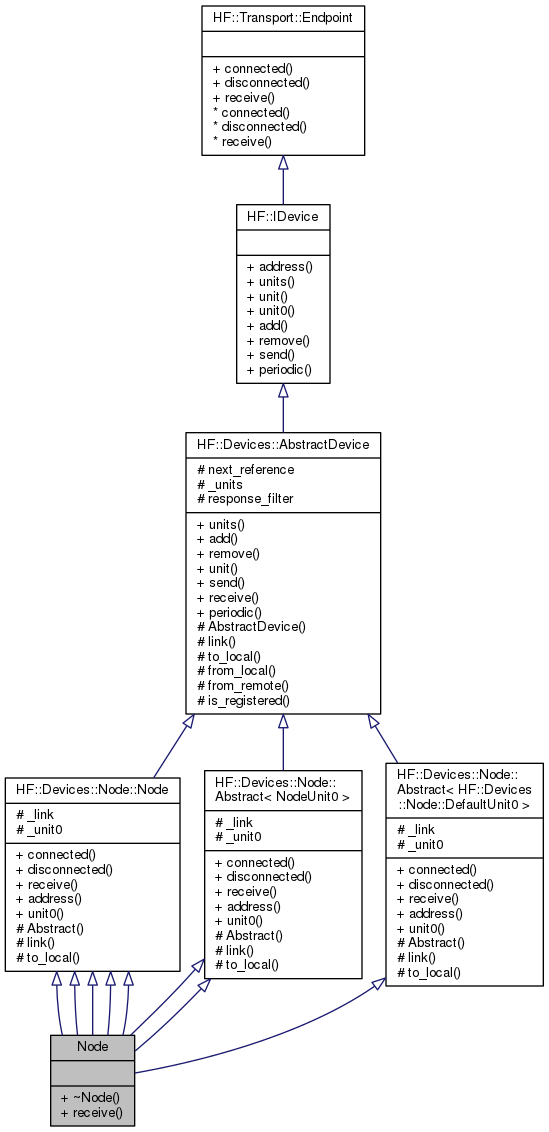 HF::Transport::Endpoint
+ connected()
+ disconnected()
+ receive()
* connected()
* disconnected()
* receive()
HF::IDevice
+ address()
+ units()
+ unit()
+ unit0()
+ add()
+ remove()
+ send()
+ periodic()
HF::Devices::AbstractDevice
# next_reference
# _units
# response_filter
+ units()
+ add()
+ remove()
+ unit()
+ send()
+ receive()
+ periodic()
# AbstractDevice()
# link()
# to_local()
# from_local()
# from_remote()
# is_registered()
HF::Devices::Node::Node
# _link
# _unit0
+ connected()
+ disconnected()
+ receive()
+ address()
+ unit0()
# Abstract()
# link()
# to_local()
HF::Devices::Node::
Abstract< NodeUnit0 >
# _link
# _unit0
+ connected()
+ disconnected()
+ receive()
+ address()
+ unit0()
# Abstract()
# link()
# to_local()
HF::Devices::Node::
Abstract< HF::Devices
::Node::DefaultUnit0 >
# _link
# _unit0
+ connected()
+ disconnected()
+ receive()
+ address()
+ unit0()
# Abstract()
# link()
# to_local()
Node
+ ~Node()
+ receive()